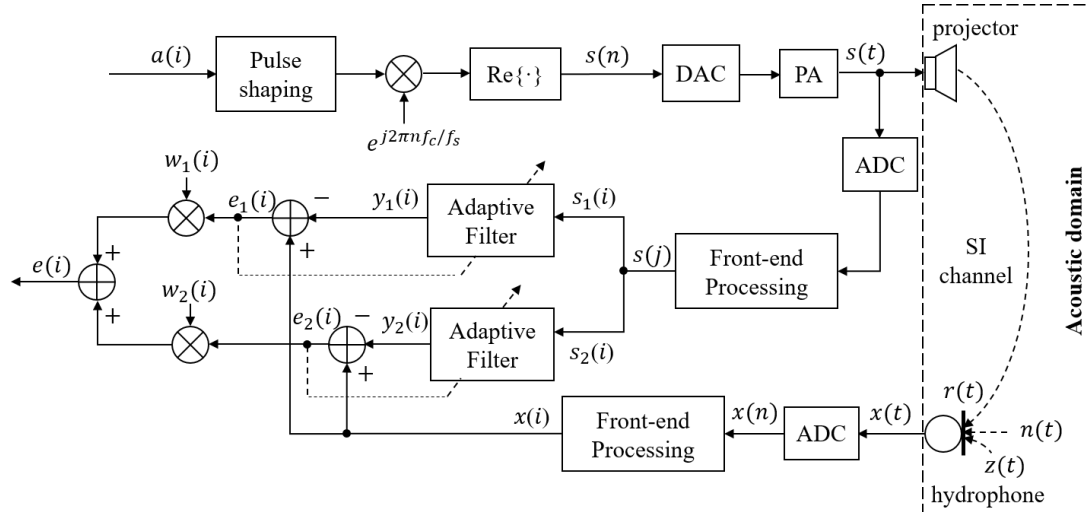 projector
a(i)
Pulse
shaping
Re{·}
s(n)
DAC
PA
s(t)
e^{j2πnf_c/f_s}
ADC
w_1(i)
e_1(i)
−
+
y_1(i)
Adaptive
Filter
s_1(i)
s(j)
Front-end
Processing
SI
channel
Acoustic domain
e(i)
+
+
w_2(i)
e_2(i)
−
+
y_2(i)
Adaptive
Filter
s_2(i)
x(i)
Front-end
Processing
x(n)
ADC
x(t)
r(t)
n(t)
z(t)
hydrophone